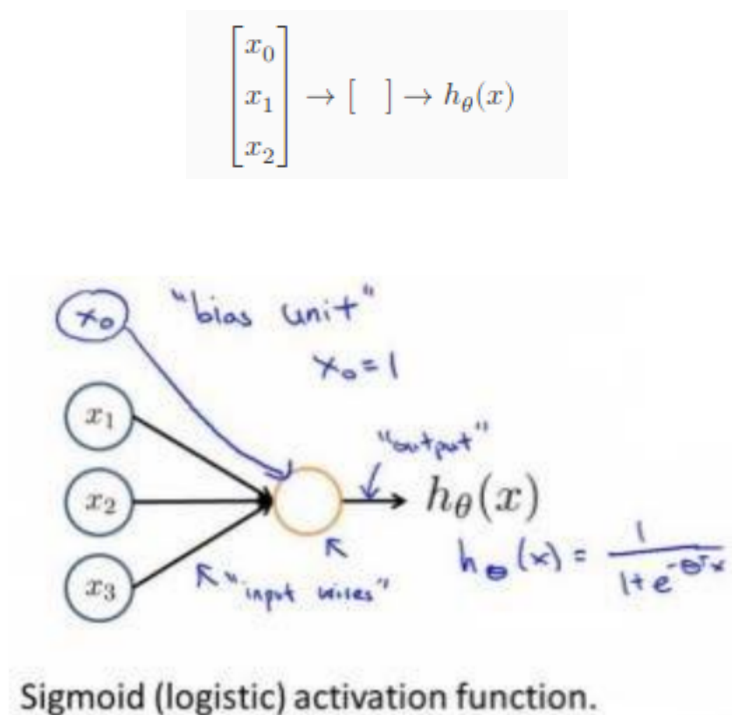 [x₀ x₁ x₂] → [ ] → hθ(x)
x₀ "bias unit"
x₀ = 1
x₁
"output"
x₂ hθ(x)
hθ(x) = 1 / (1 + e^(-θᵀx))
x₃ "input wires"
Sigmoid (logistic) activation function.